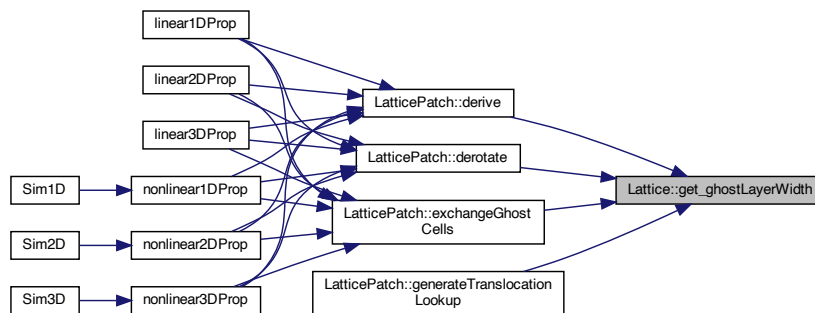 linear1DProp
linear2DProp
LatticePatch::derive
linear3DProp
LatticePatch::derotate
Sim1D
nonlinear1DProp
Lattice::get_ghostLayerWidth
LatticePatch::exchangeGhost
Cells
Sim2D
nonlinear2DProp
LatticePatch::generateTranslocation
Lookup
Sim3D
nonlinear3DProp